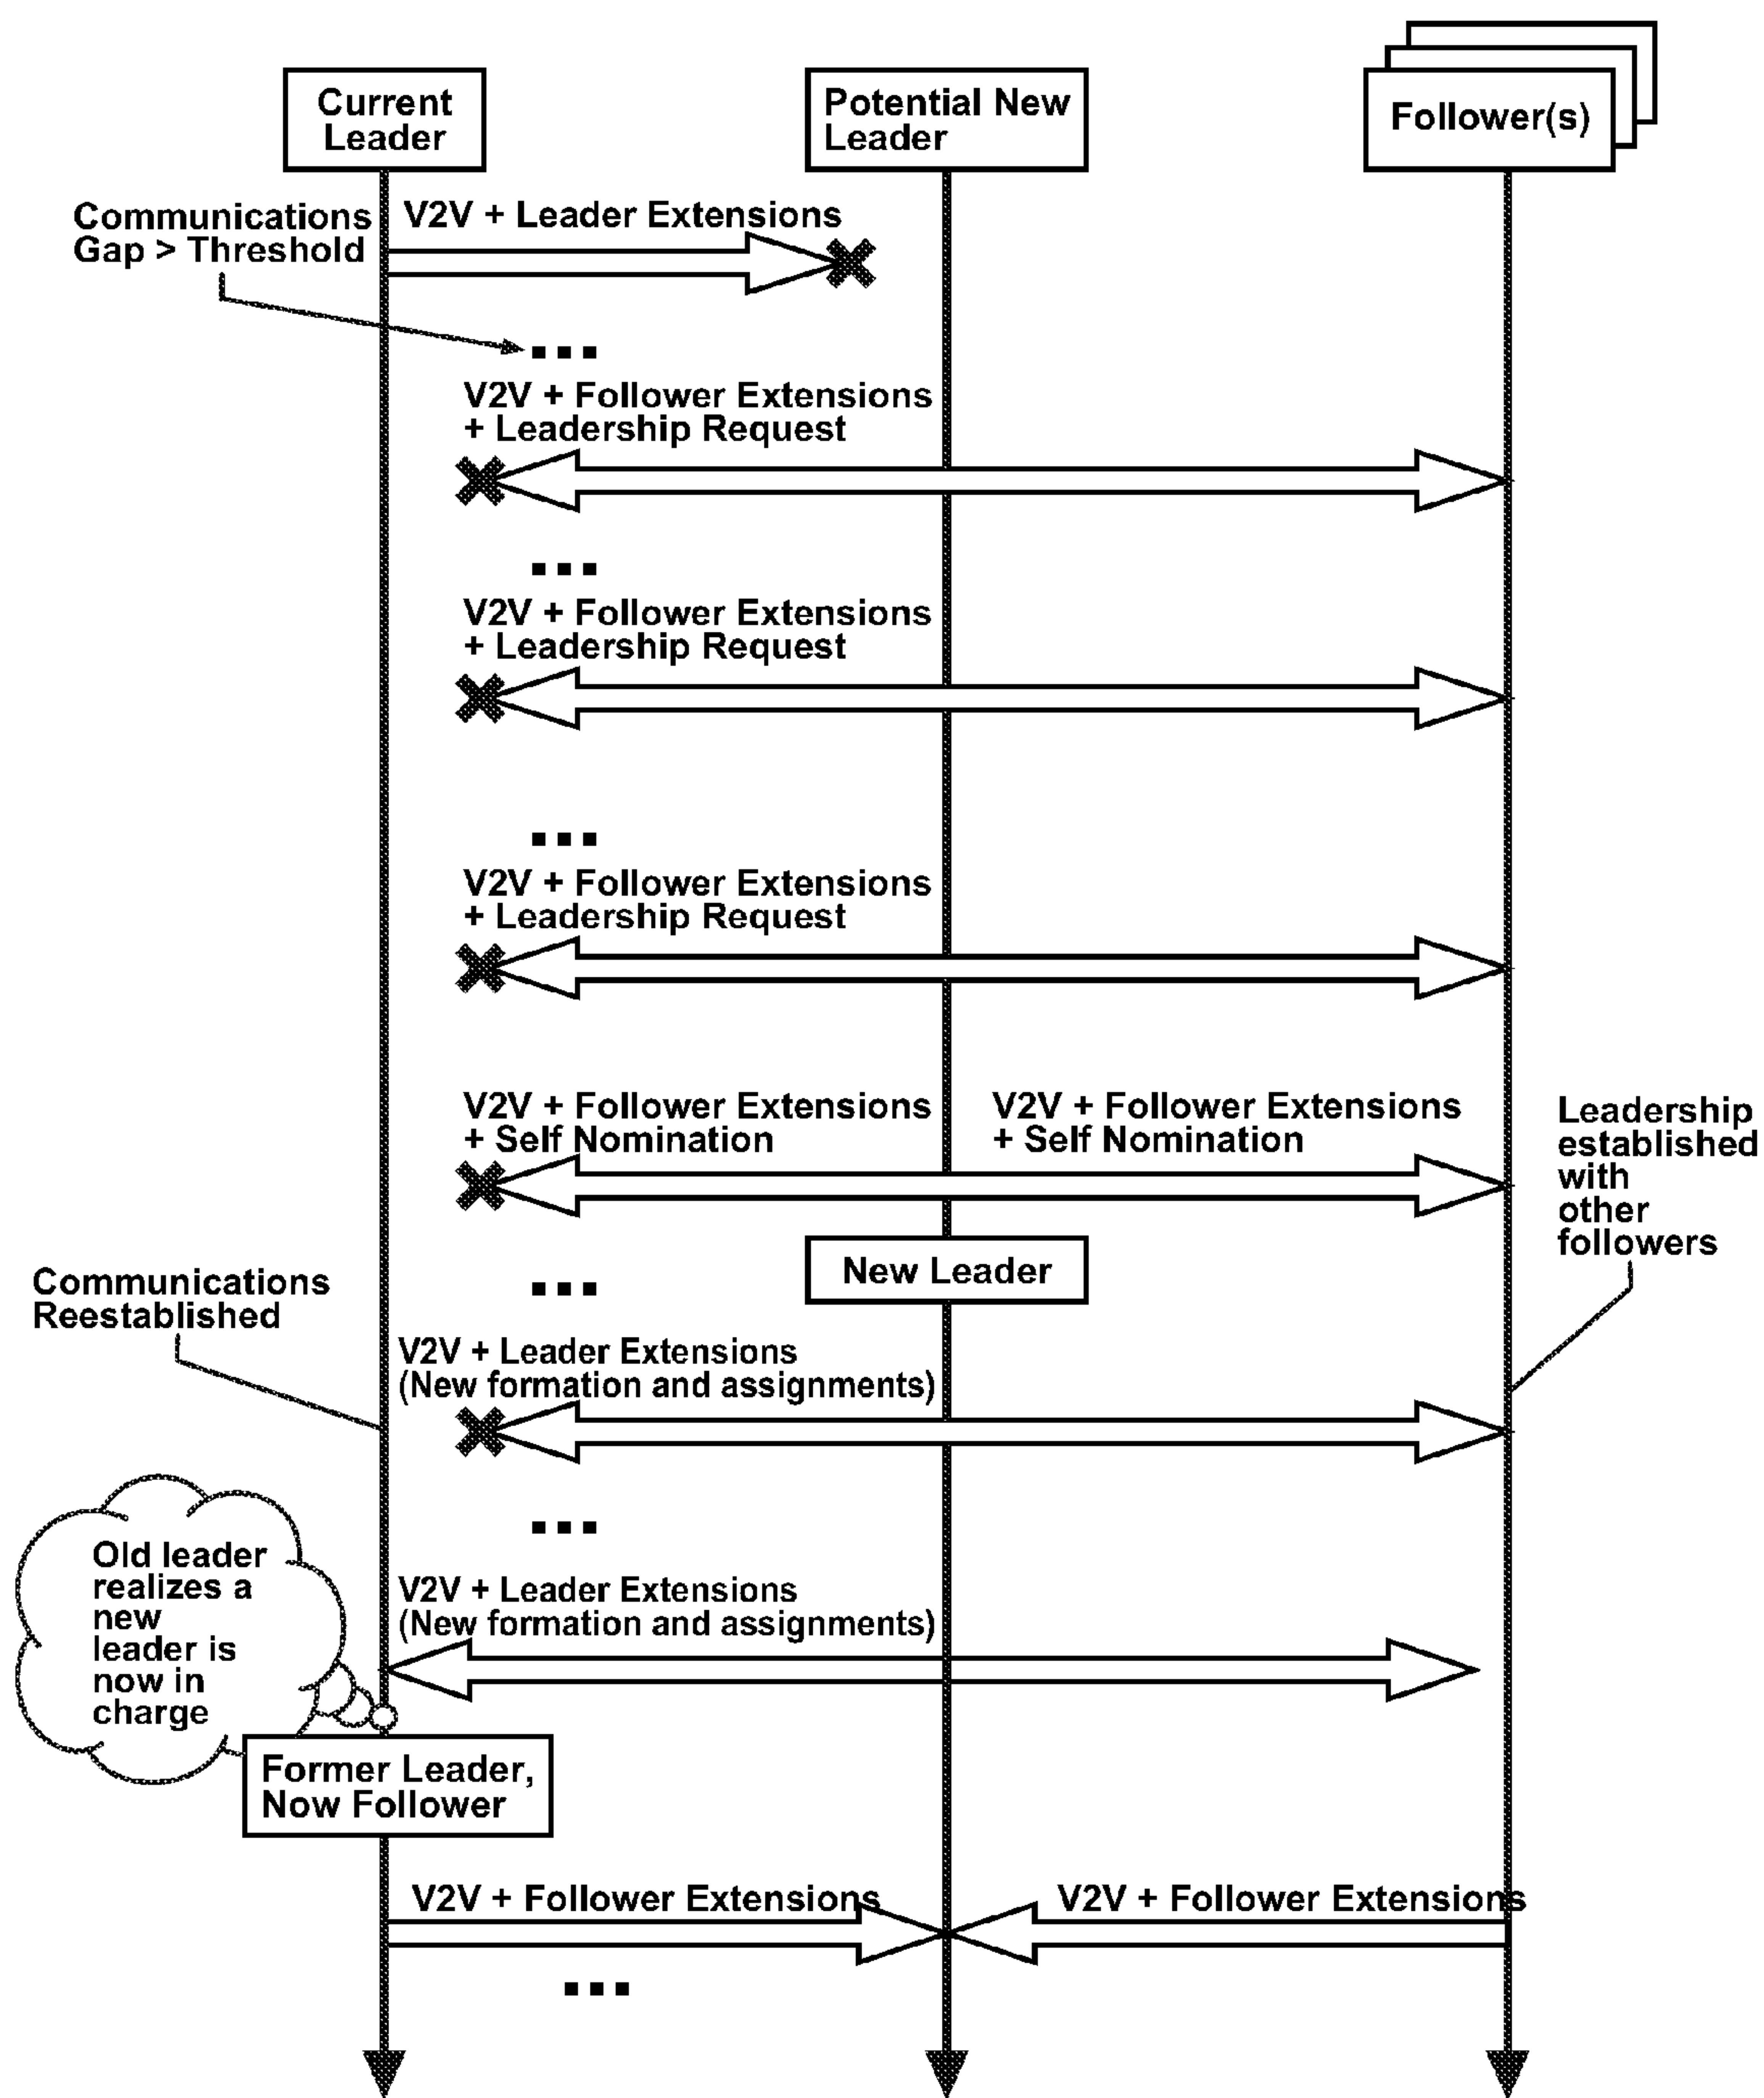 Current
Leader
Potential New
Leader
Follower(s)
Communications
Gap > Threshold
V2V + Leader Extensions
...
V2V + Follower Extensions
+ Leadership Request
...
V2V + Follower Extensions
+ Leadership Request
...
V2V + Follower Extensions
+ Leadership Request
V2V + Follower Extensions
+ Self Nomination
V2V + Follower Extensions
+ Self Nomination
Leadership
established
with
other
followers
New Leader
...
Communications
Reestablished
V2V + Leader Extensions
(New formation and assignments)
...
Old leader
realizes a
new
leader is
now in
charge
V2V + Leader Extensions
(New formation and assignments)
Former Leader,
Now Follower
V2V + Follower Extensions
V2V + Follower Extensions
...